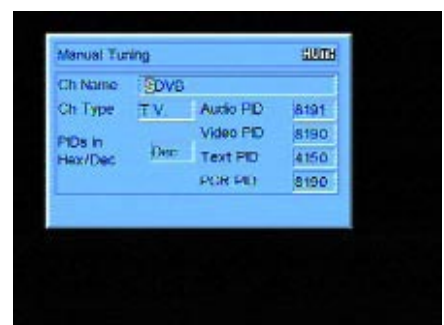 Manual Tuning HUTH
Ch Name SDVB
Ch Type T.V. Audio PID 8191
Video PID 8190
PIDs in Hex/Dec Dec Text PID 4150
PCR PID 8190